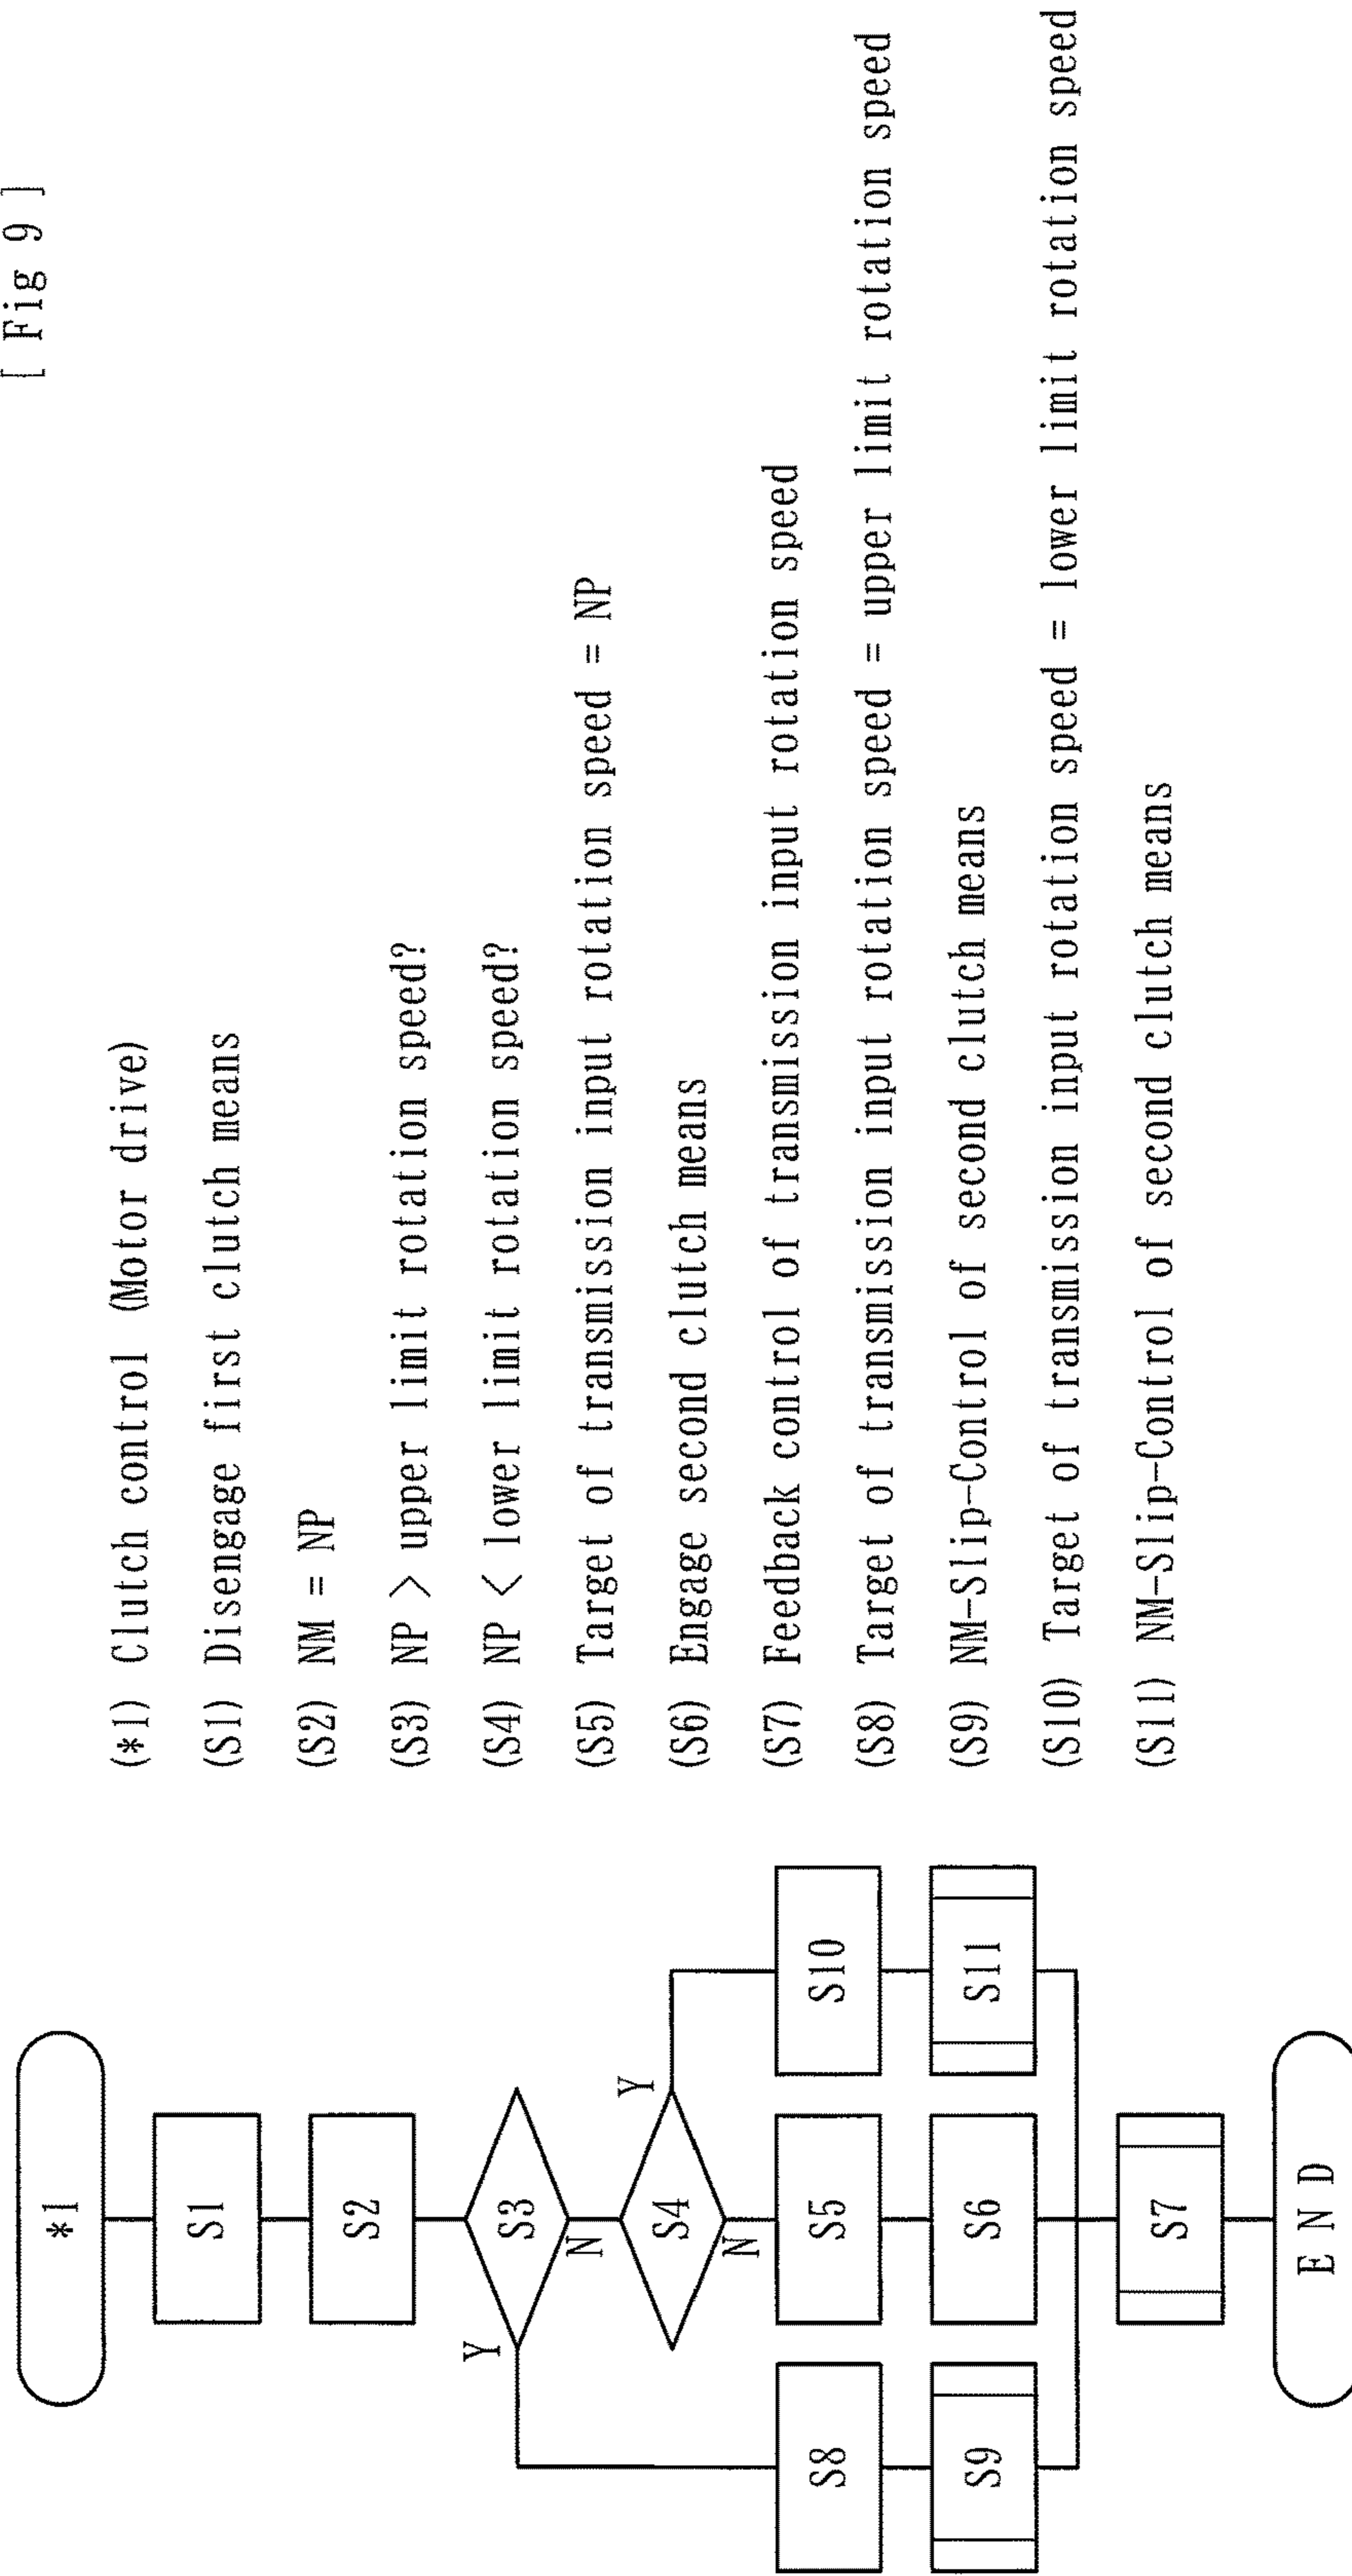 [ Fig 9 ]
(*1) Clutch control (Motor drive)
(S1) Disengage first clutch means
(S2) NM = NP
(S3) NP > upper limit rotation speed?
(S4) NP < lower limit rotation speed?
(S5) Target of transmission input rotation speed = NP
(S6) Engage second clutch means
(S7) Feedback control of transmission input rotation speed
(S8) Target of transmission input rotation speed = upper limit rotation speed
(S9) NM-Slip-Control of second clutch means
(S10) Target of transmission input rotation speed = lower limit rotation speed
(S11) NM-Slip-Control of second clutch means
*1
S1
S2
Y
S3
N
Y
S4
N
S8
S5
S10
S9
S6
S11
S7
E N D